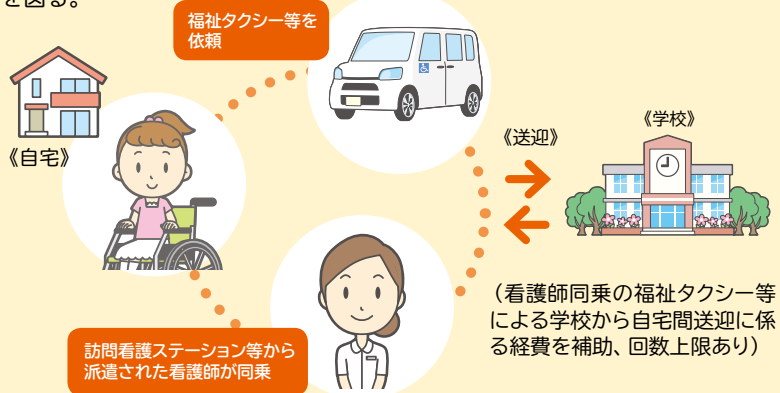 を図る。
福祉タクシー等を
依頼
《自宅》
《送迎》
《学校》
訪問看護ステーション等から
派遣された看護師が同乗
（看護師同乗の福祉タクシー等
による学校から自宅間送迎に係
る経費を補助、回数上限あり）